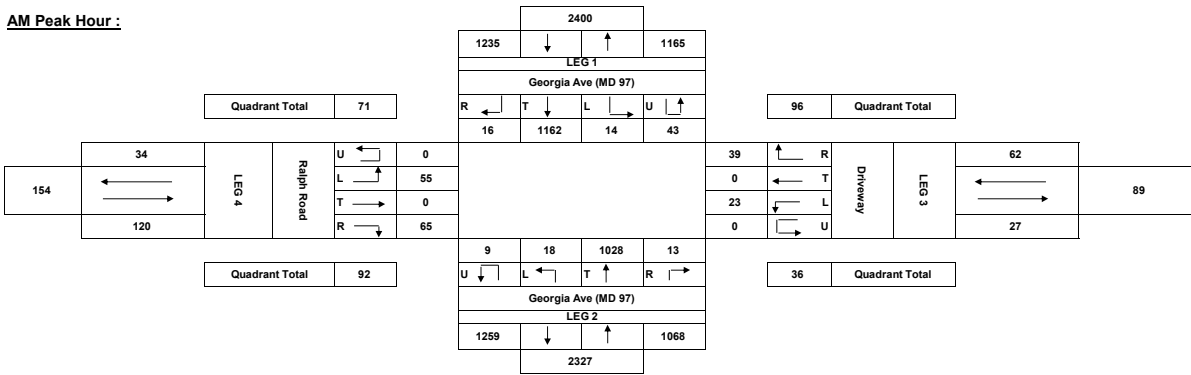 AM Peak Hour :
2400
1235 1165
LEG 1
Georgia Ave (MD 97)
Quadrant Total 71
R T L U
96 Quadrant Total
16 1162 14 43
34 U 0 39 R 62
154 LEG 4 Ralph Road L 55 0 T Driveway LEG 3 89
T 0 23 L
120 R 65 0 U 27
9 18 1028 13
Quadrant Total 92
U L T R
36 Quadrant Total
Georgia Ave (MD 97)
LEG 2
1259 1068
2327